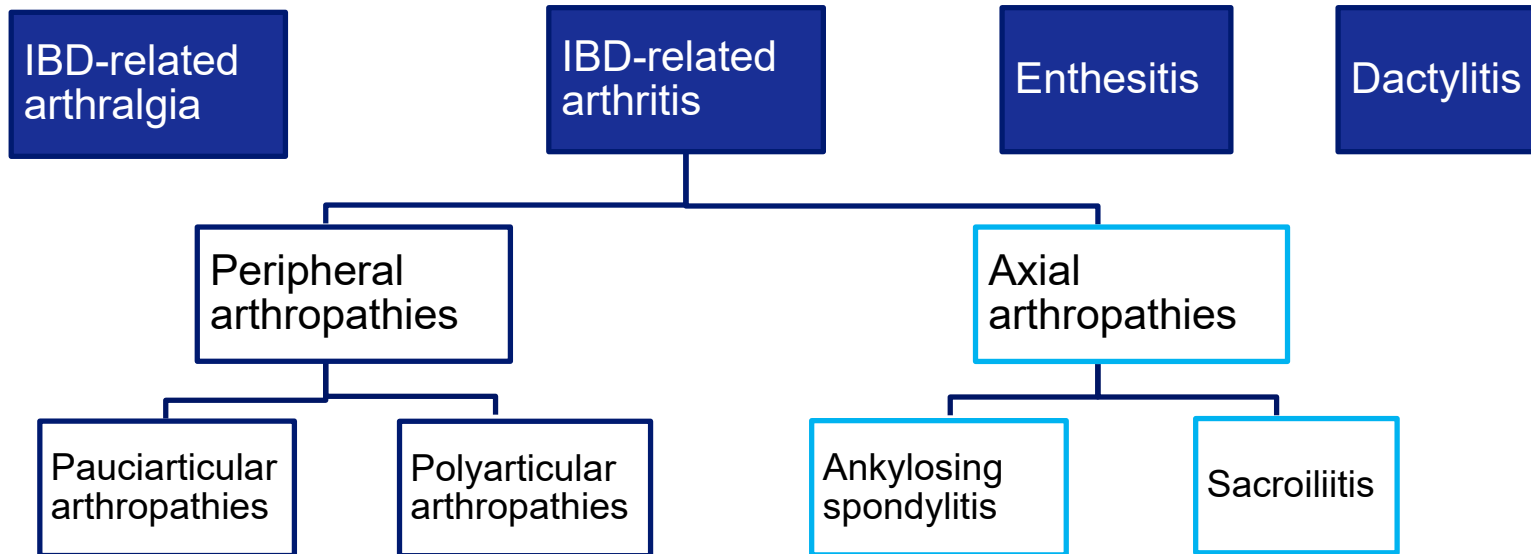 IBD-related
arthralgia
IBD-related
arthritis
Enthesitis
Dactylitis
Peripheral
arthropathies
Axial
arthropathies
Pauciarticular
arthropathies
Polyarticular
arthropathies
Ankylosing
spondylitis
Sacroiliitis